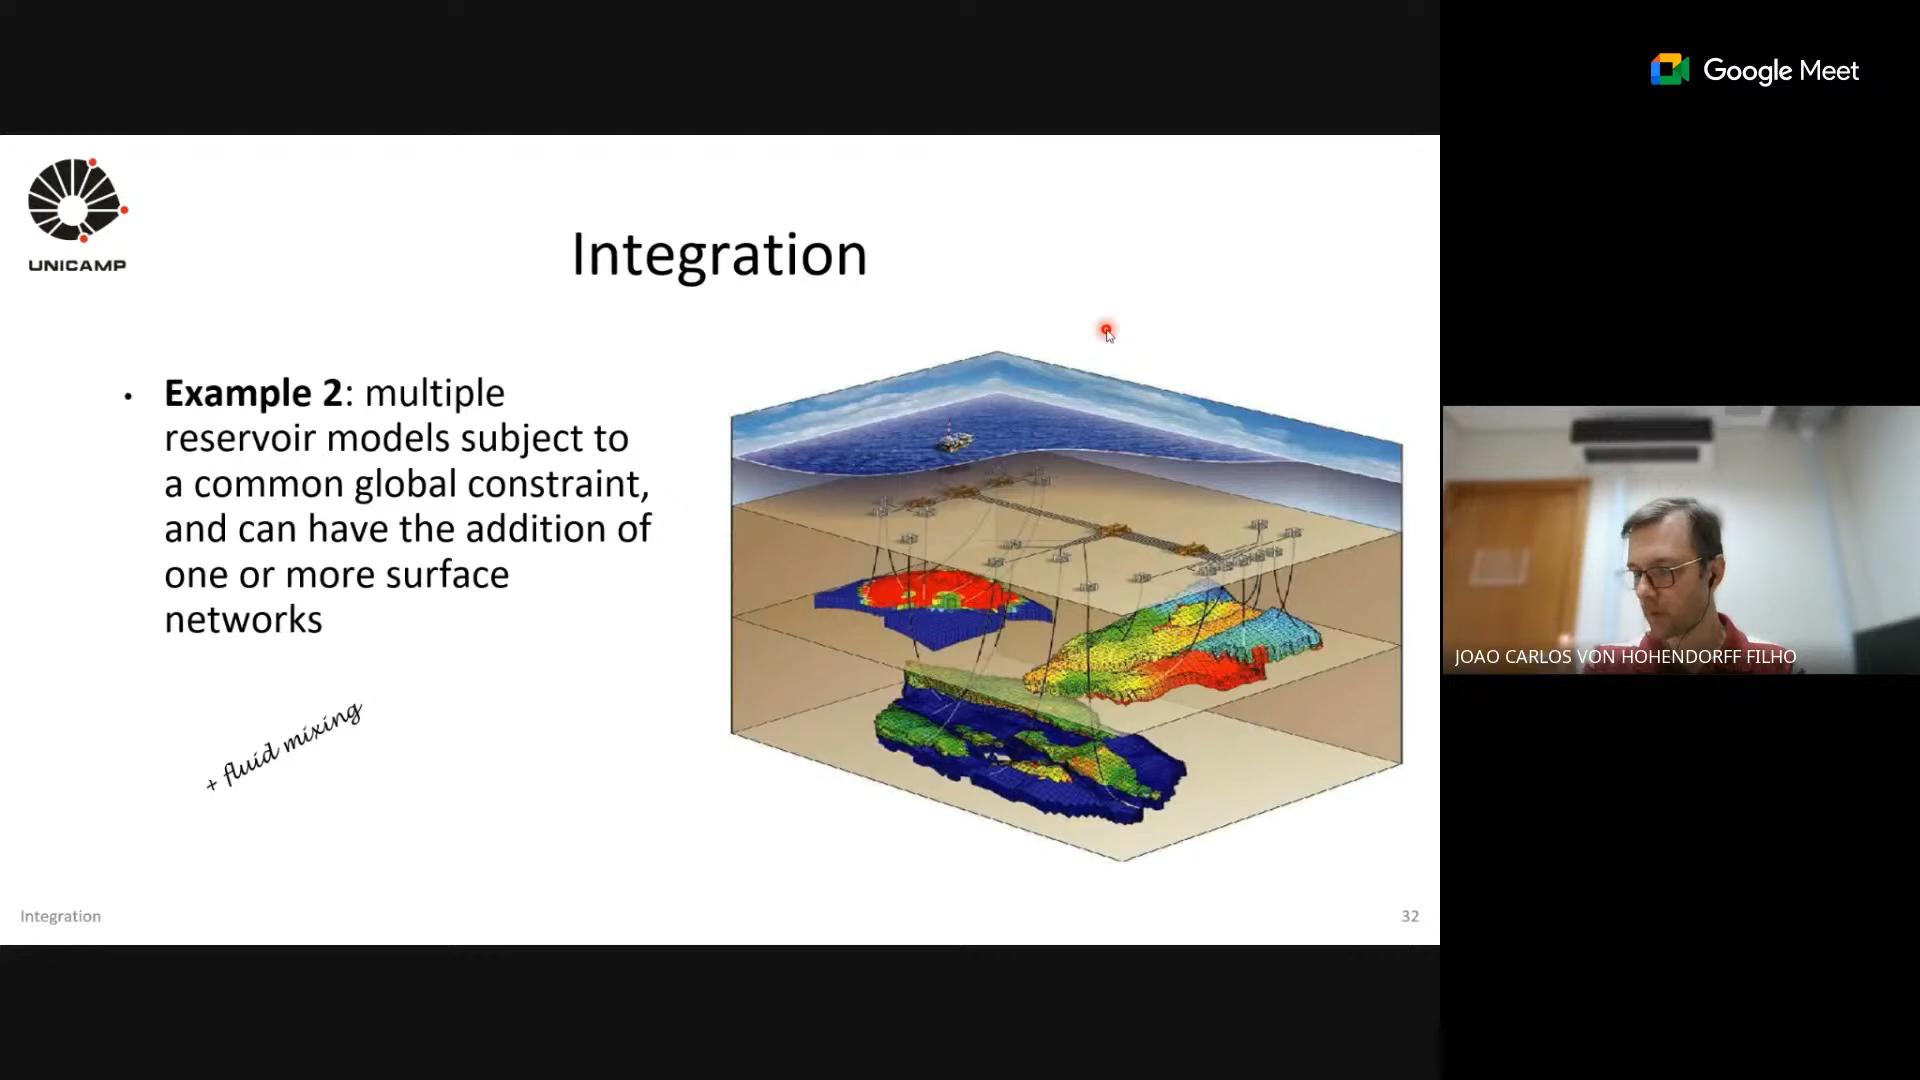 Google Meet
UNICAMP
Integration
• Example 2: multiple
reservoir models subject to
a common global constraint,
and can have the addition of
one or more surface
networks
+ fluid mixing
JOAO CARLOS VON HOHENDORFF FILHO
Integration
32